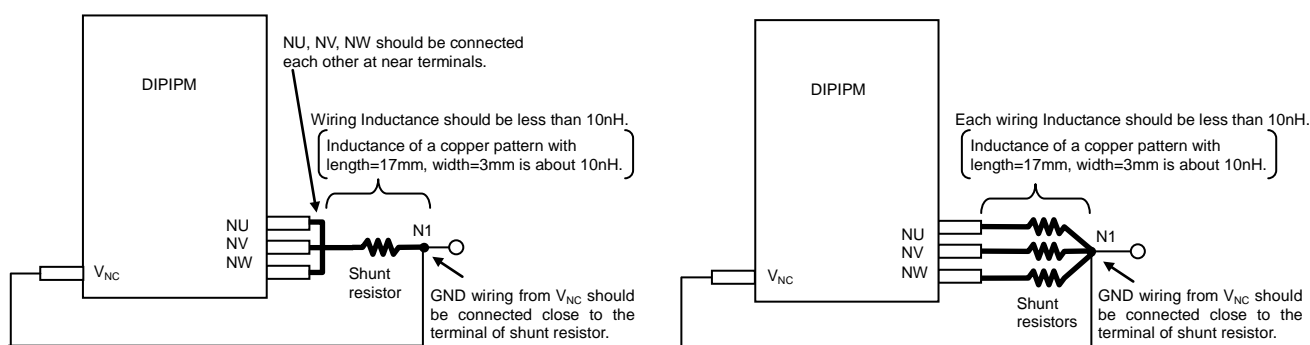 NU, NV, NW should be connected
each other at near terminals.
DIPIPM
Wiring Inductance should be less than 10nH.
Inductance of a copper pattern with
length=17mm, width=3mm is about 10nH.
NU
NV
NW
N1
VNC
Shunt
resistor
GND wiring from VNC should
be connected close to the
terminal of shunt resistor.
DIPIPM
Each wiring Inductance should be less than 10nH.
Inductance of a copper pattern with
length=17mm, width=3mm is about 10nH.
NU
NV
NW
N1
VNC
Shunt
resistors
GND wiring from VNC should
be connected close to the
terminal of shunt resistor.